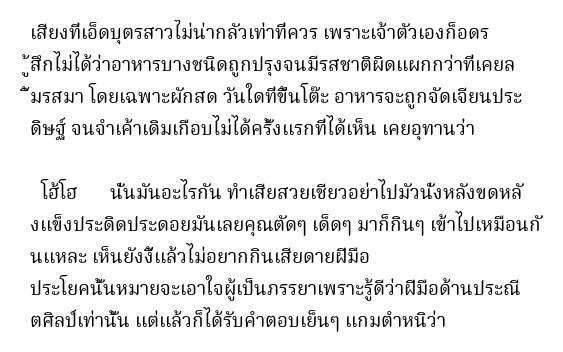 เสียงที่เอ็ดบุตรสาวไม่น่ากลัวเท่าที่ควร เพราะเจ้าตัวเองก็อดร
ู้สึกไม่ได้ว่าอาหารบางชนิดถูกปรุงจนมีรสชาติผิดแผกกว่าที่เคยล
ิ้มรสมา โดยเฉพาะผักสด วันใดที่ขึ้นโต๊ะ อาหารจะถูกจัดเจียนประ
ดิษฐ์ จนจำเค้าเดิมเกือบไม่ได้ครั้งแรกที่ได้เห็น เคยอุทานว่า
โอ้โฮ นั่นมันอะไรกัน ทำเสียสวยเชียวอย่าไปมัวนั่งหลังขดหลั
งแข็งประดิดประดอยมันเลยคุณตัดๆ เด็ดๆ มาก็กินๆ เข้าไปเหมือนกั
นแหละ เห็นยังงี้แล้วไม่อยากกินเสียดายฝีมือ
ประโยคนั้นหมายจะเอาใจผู้เป็นภรรยาเพราะรู้ดีว่าฝีมือด้านประณี
ตศิลป์เท่านั้น แต่แล้วก็ได้รับคำตอบเย็นๆ แกมตำหนิว่า